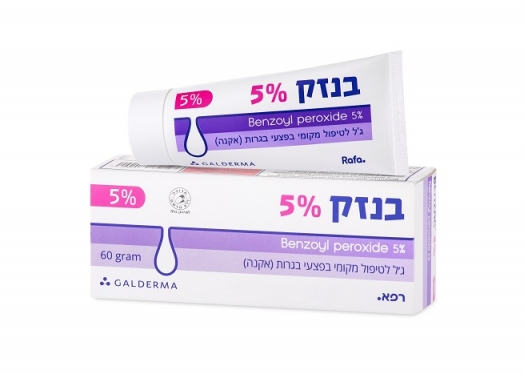 5%
בנזק 5%
Benzoyl peroxide 5%
ג'ל לטיפול מקומי בפצעי בגרות (אקנה)
GALDERMA
Rafa.
5%
בנזק 5%
Benzoyl peroxide 5%
60 gram
ג'ל לטיפול מקומי בפצעי בגרות (אקנה)
GALDERMA
רפא.